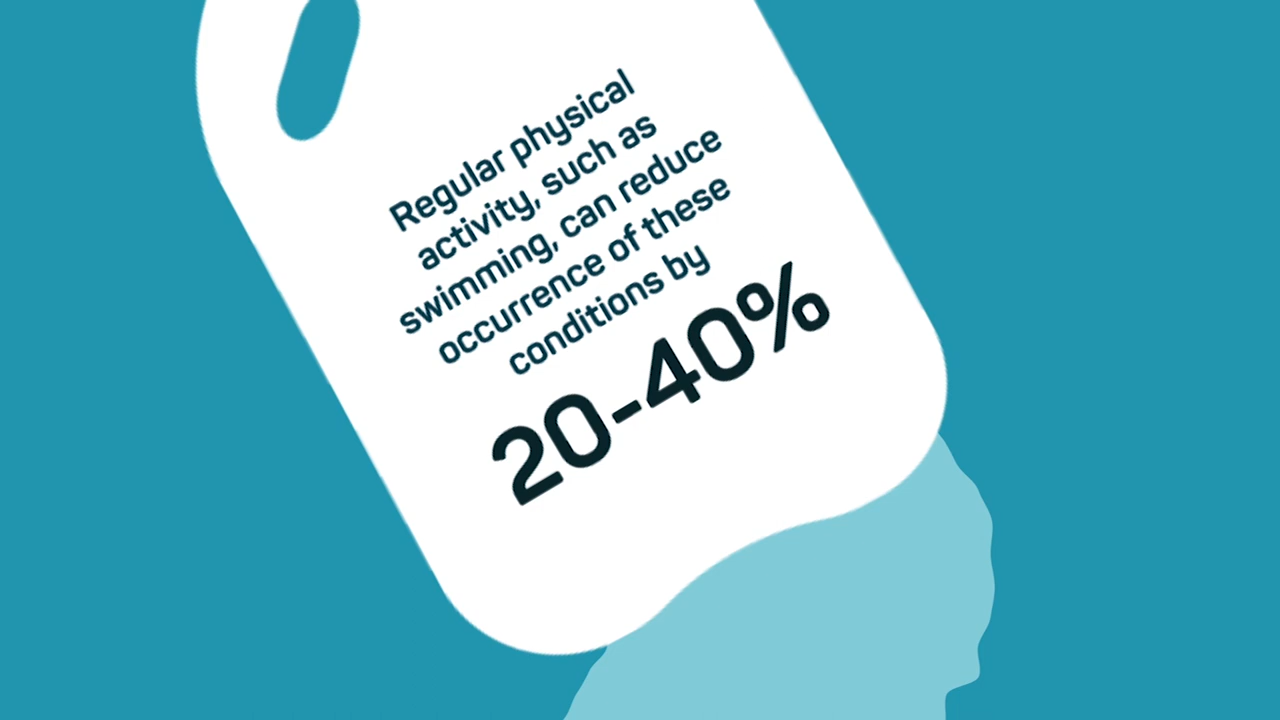 Regular physical
activity, such as
swimming, can reduce
occurrence of these
conditions by
20-40%